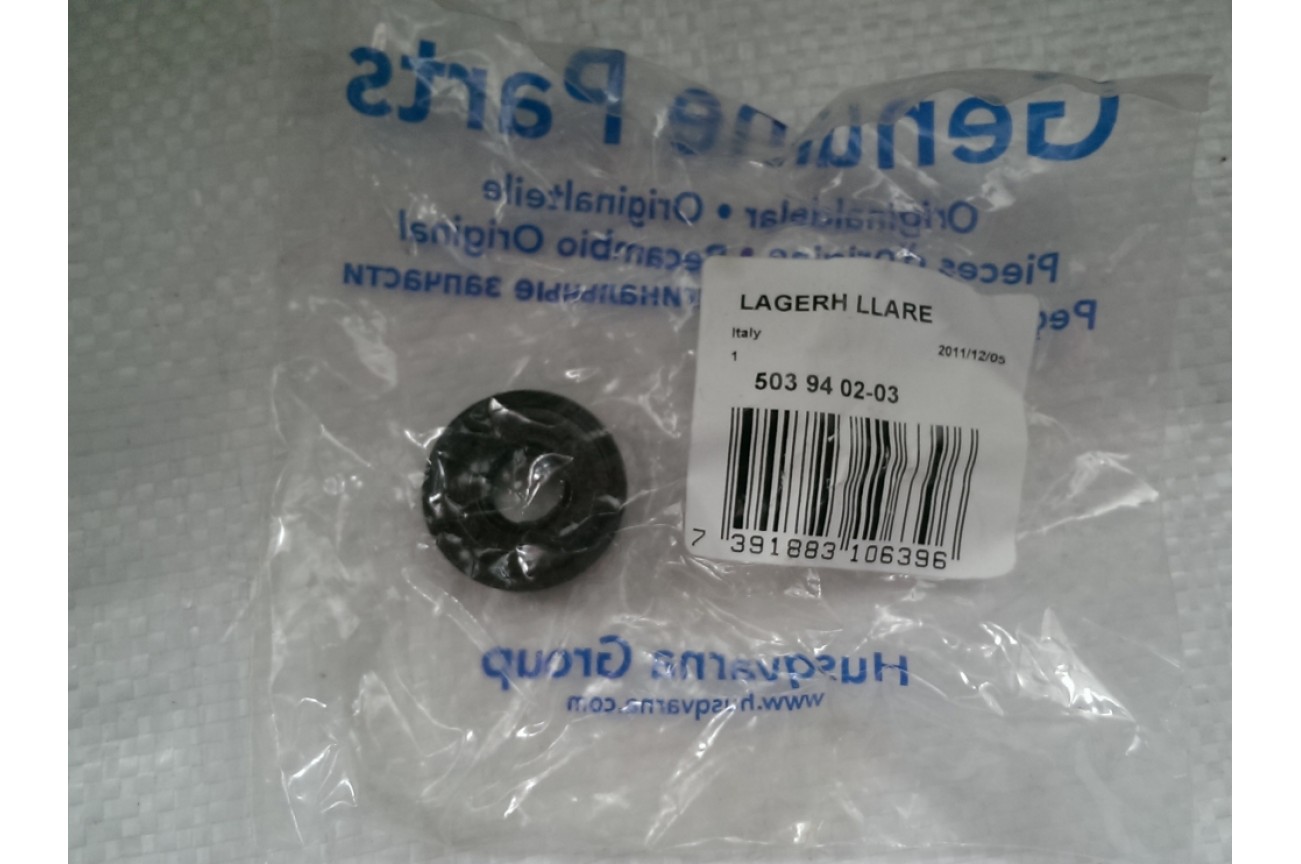 Genuine Parts
Originaldelar • Originalteile
Pieces d'origine • Recambio Original
запчасти
LAGERH LLARE
Italy
1 2011/12/05
503 94 02-03
7 391883 106396
Husqvarna Group
www.husqvarna.com